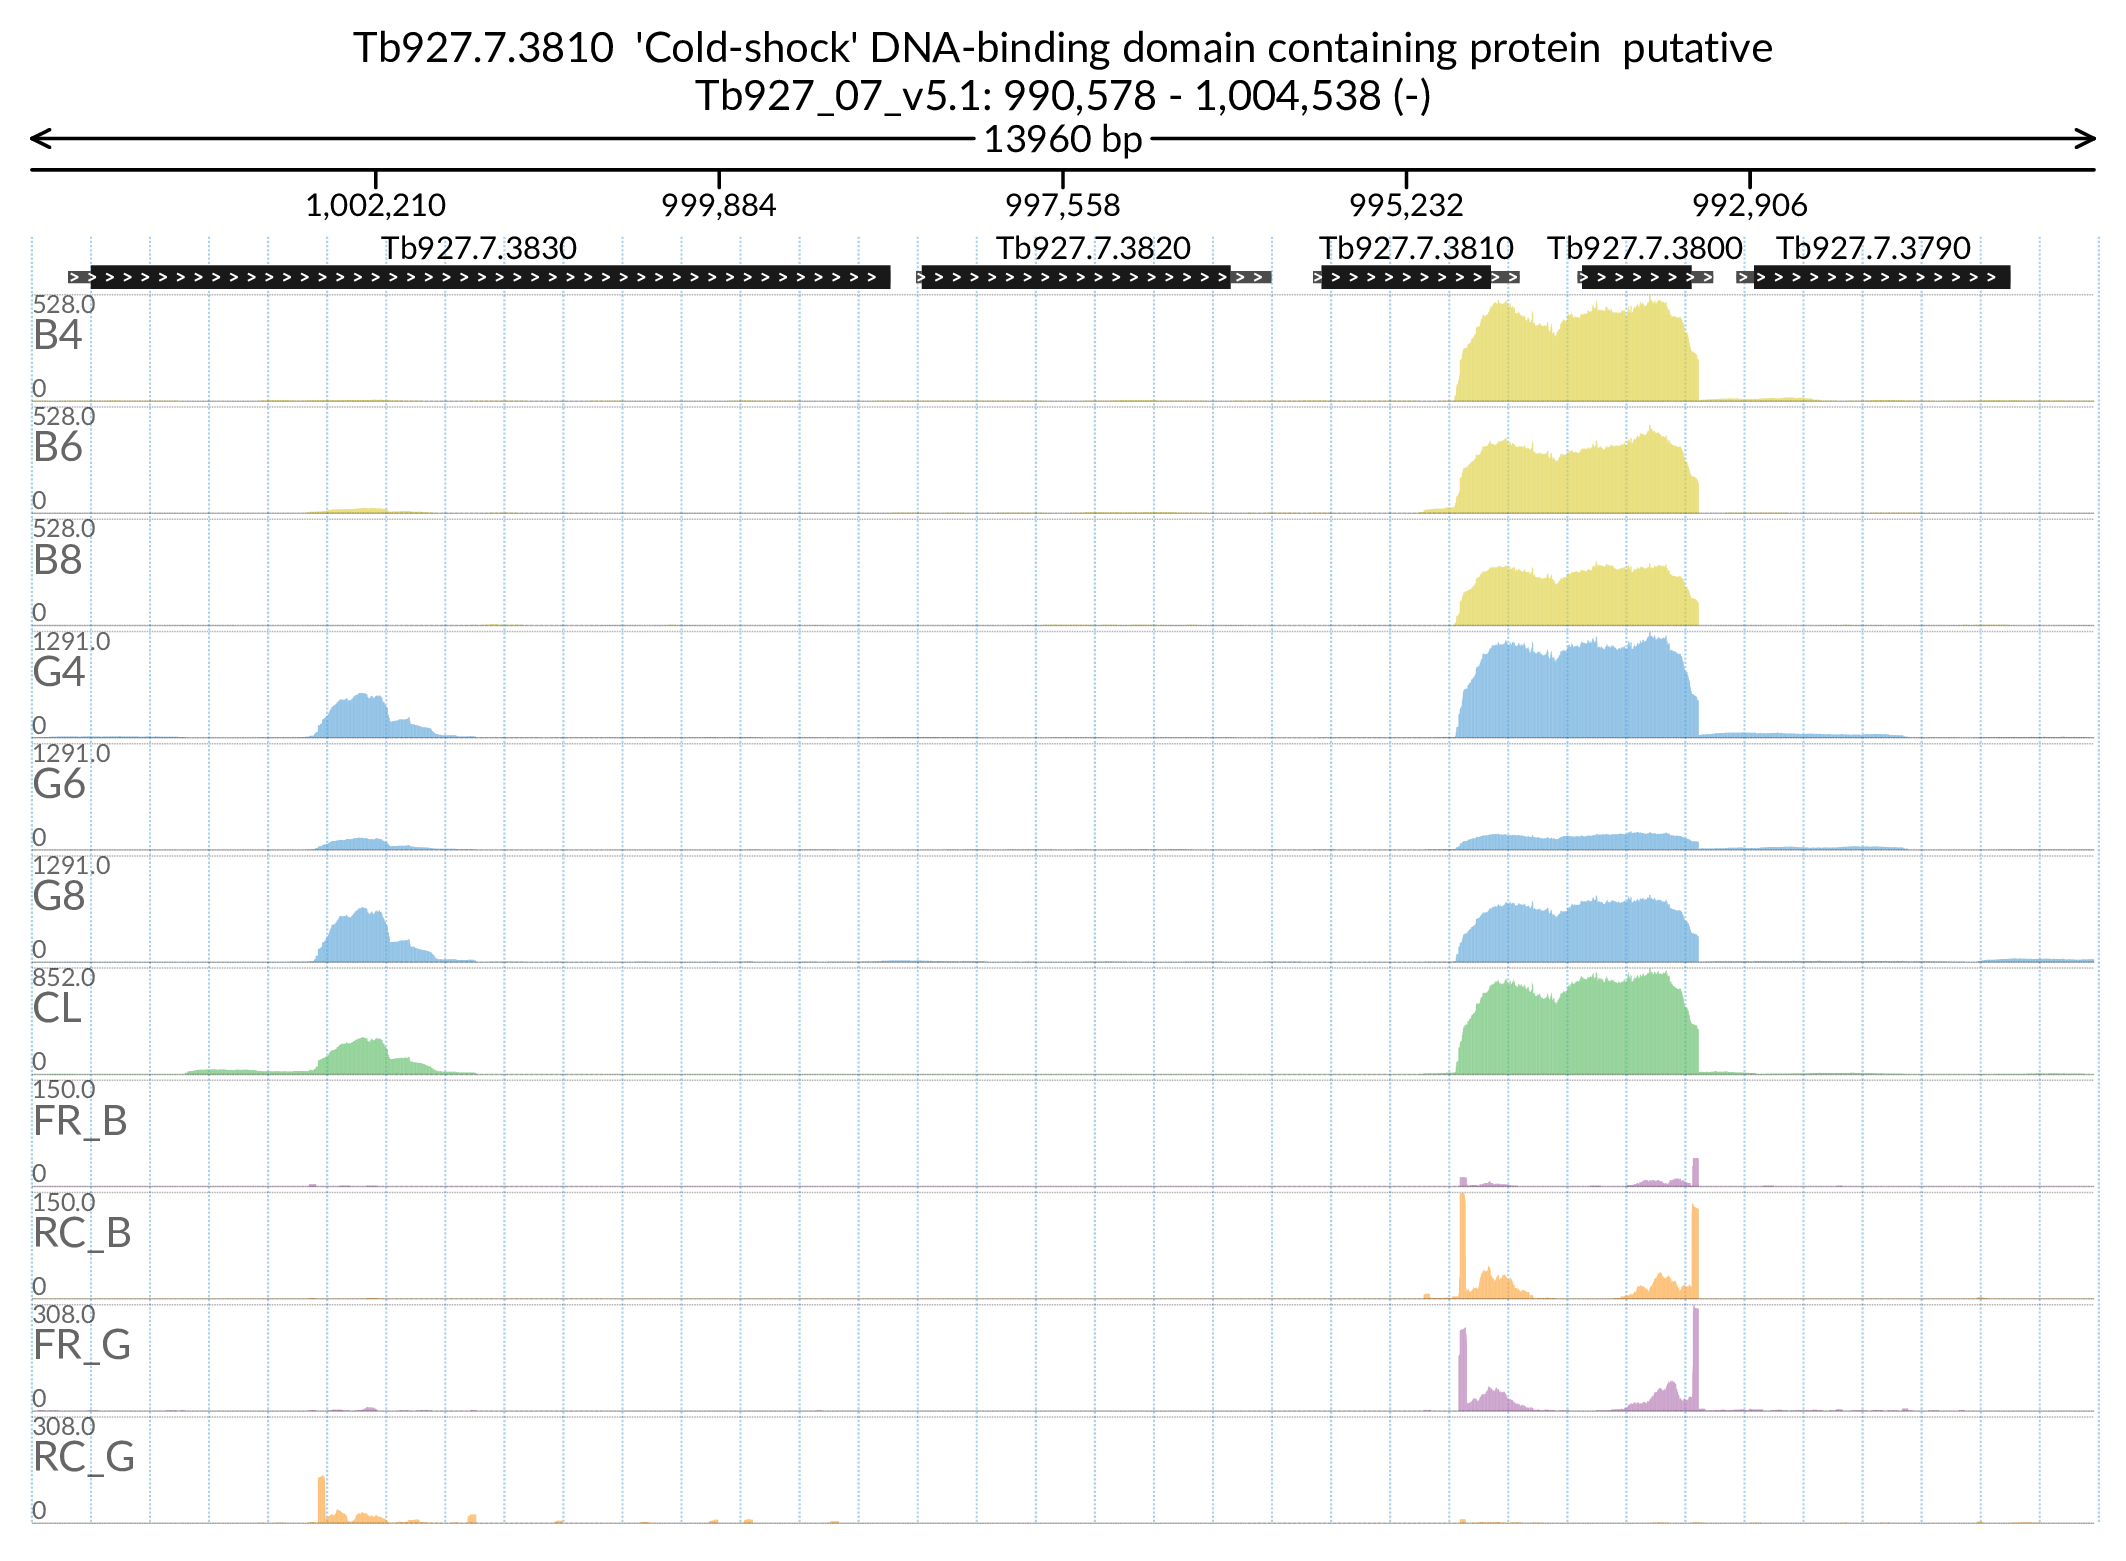 Tb927.7.3810  'Cold-shock' DNA-binding domain containing protein  putative
Tb927_07_v5.1: 990,578 - 1,004,538 (-)
13960 bp
1,002,210 999,884 997,558 995,232 992,906
Tb927.7.3830 Tb927.7.3820 Tb927.7.3810 Tb927.7.3800 Tb927.7.3790
528.0
B4
0
528.0
B6
0
528.0
B8
0
1291.0
G4
0
1291.0
G6
0
1291.0
G8
0
852.0
CL
0
150.0
FR_B
0
150.0
RC_B
0
308.0
FR_G
0
308.0
RC_G
0